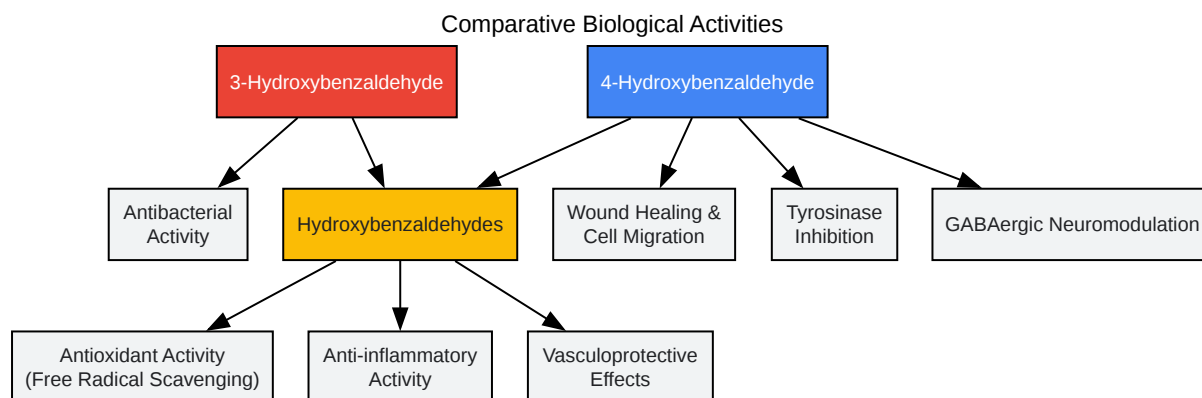 Comparative Biological Activities
3-Hydroxybenzaldehyde
4-Hydroxybenzaldehyde
Antibacterial
Activity
Hydroxybenzaldehydes
Wound Healing &
Cell Migration
Tyrosinase
Inhibition
GABAergic Neuromodulation
Antioxidant Activity
(Free Radical Scavenging)
Anti-inflammatory
Activity
Vasculoprotective
Effects